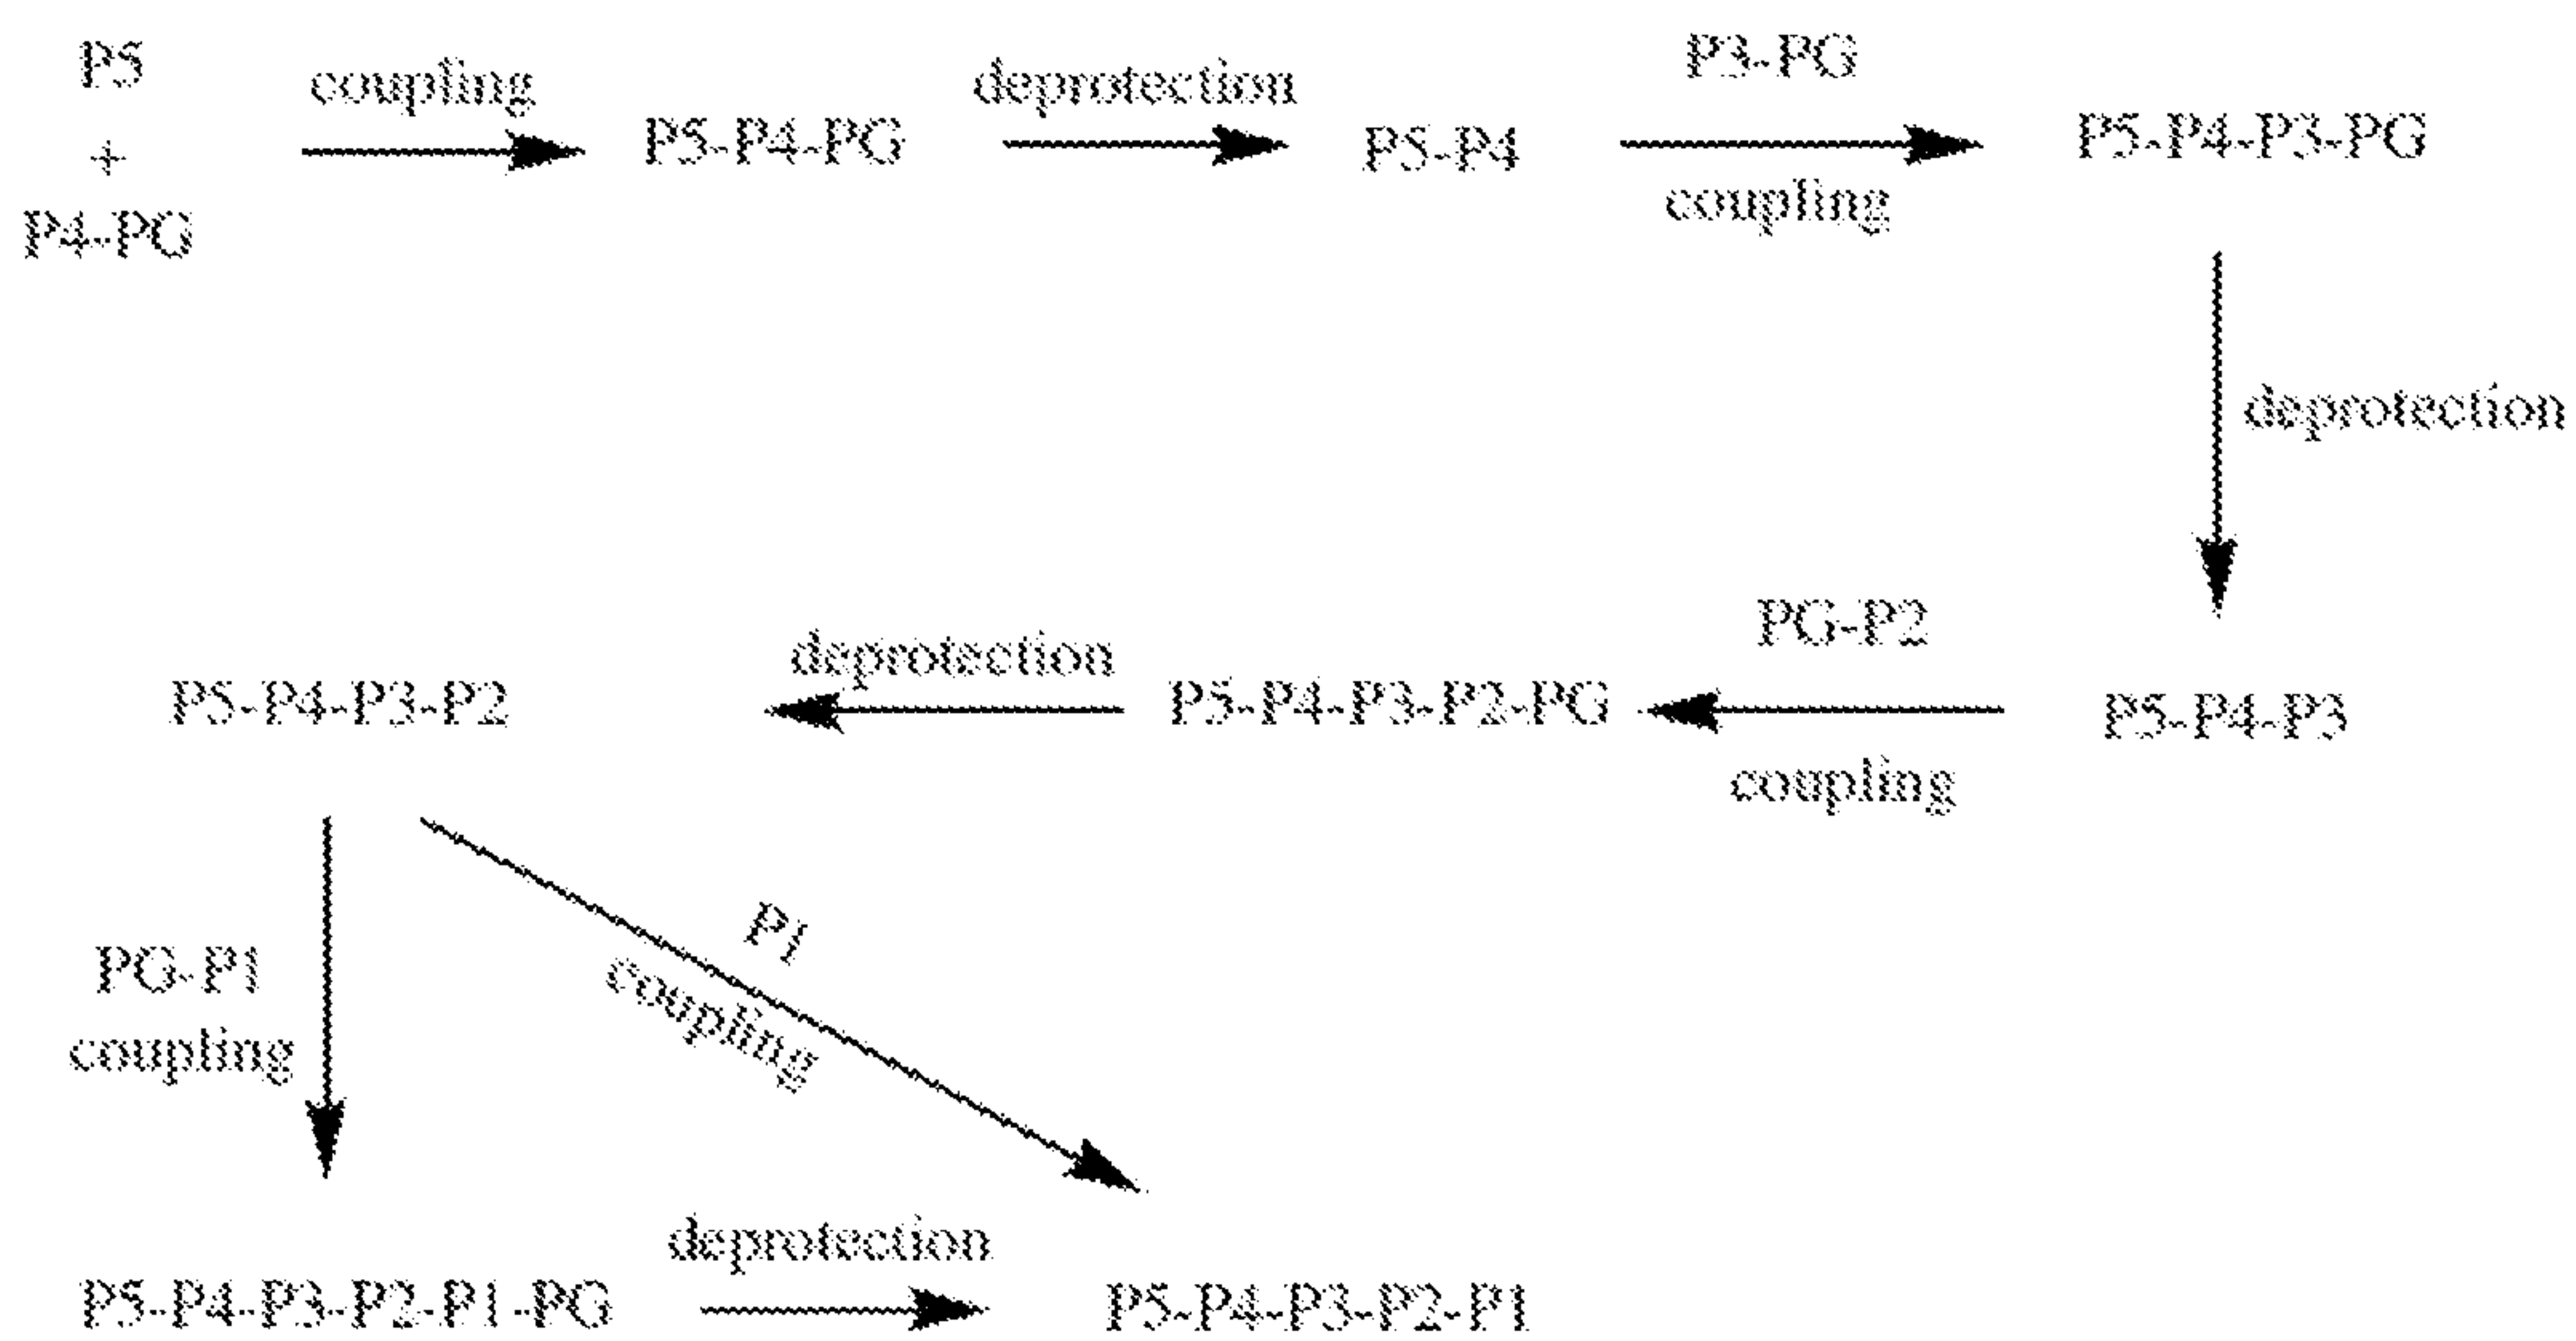 P5
+
P4-PG
coupling
P5-P4-PG
deprotection
P5-P4
P3-PG
coupling
P5-P4-P3-PG
deprotection
P5-P4-P3
PG-P2
coupling
P5-P4-P3-P2-PG
deprotection
P5-P4-P3-P2
PG-P1
coupling
P1
coupling
P5-P4-P3-P2-P1-PG
deprotection
P5-P4-P3-P2-P1